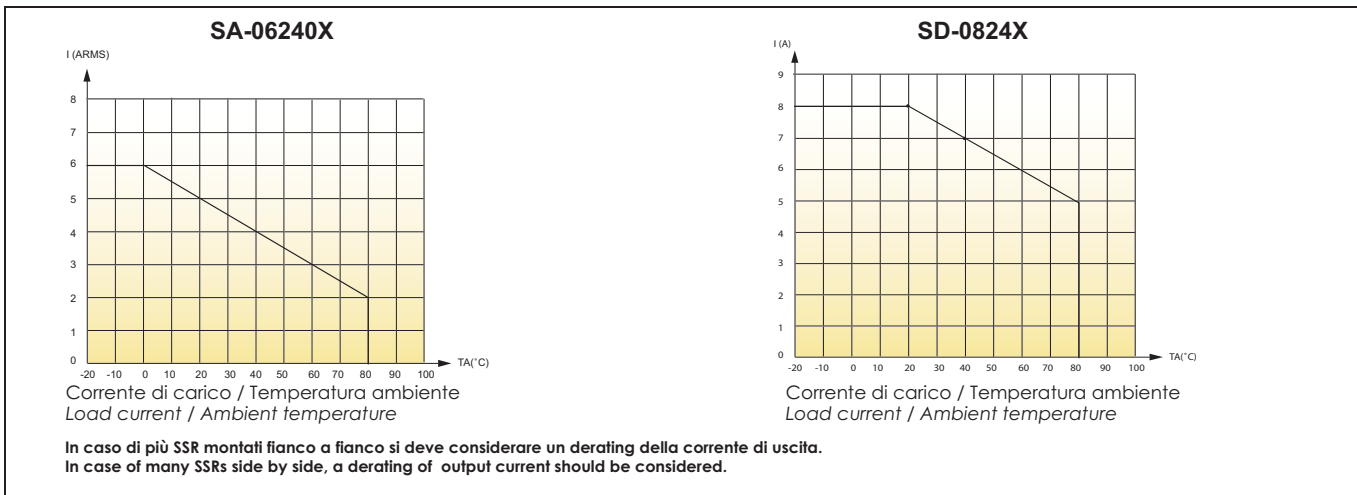 SA-06240X
I (ARMS)
8
7
6
5
4
3
2
1
0
-20 -10 0 10 20 30 40 50 60 70 80 90 100
TA(°C)
Corrente di carico / Temperatura ambiente
Load current / Ambient temperature
SD-0824X
I (A)
9
8
7
6
5
4
3
2
1
0
-20 -10 0 10 20 30 40 50 60 70 80 90 100
TA(°C)
Corrente di carico / Temperatura ambiente
Load current / Ambient temperature
In caso di più SSR montati fianco a fianco si deve considerare un derating della corrente di uscita.
In case of many SSRs side by side, a derating of output current should be considered.